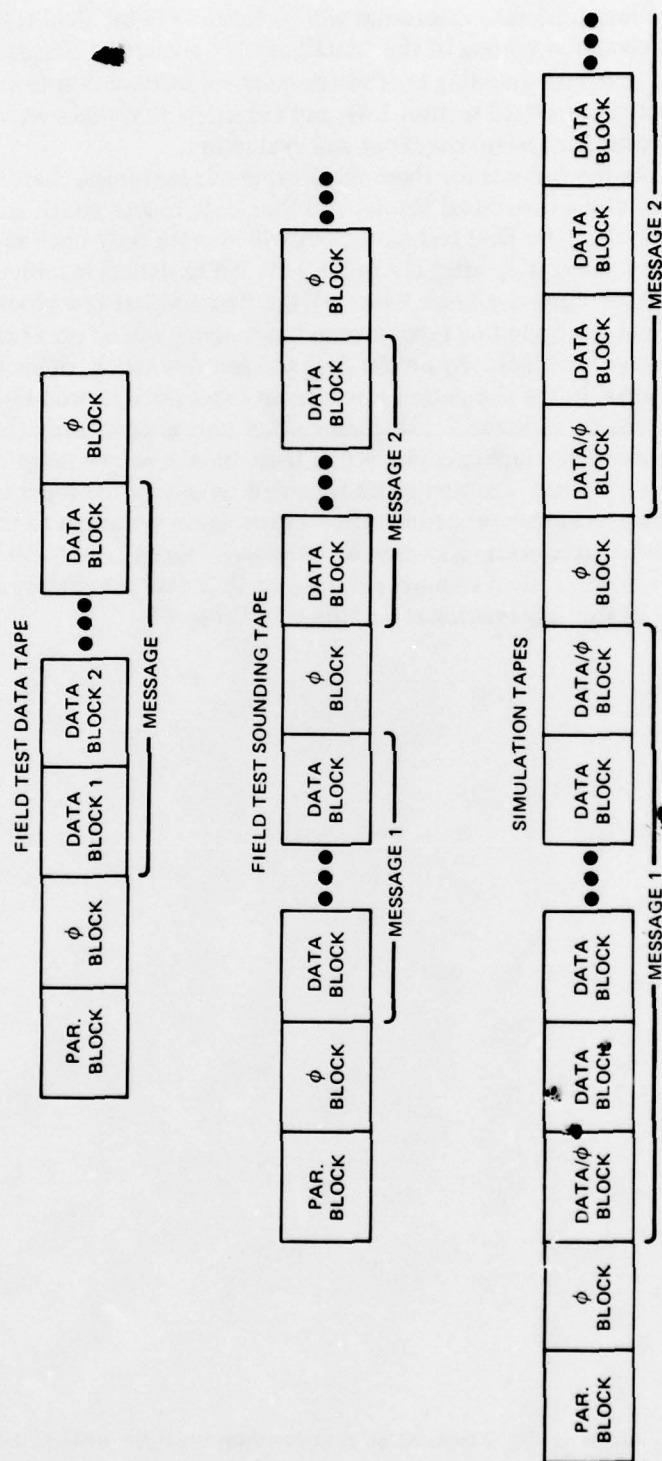 FIELD TEST DATA TAPE
PAR.
BLOCK
ϕ
BLOCK
DATA
BLOCK 1
DATA
BLOCK 2
DATA
BLOCK
ϕ
BLOCK
MESSAGE
FIELD TEST SOUNDING TAPE
PAR.
BLOCK
ϕ
BLOCK
DATA
BLOCK
DATA
BLOCK
ϕ
BLOCK
DATA
BLOCK
DATA
BLOCK
ϕ
BLOCK
MESSAGE 1
MESSAGE 2
SIMULATION TAPES
PAR.
BLOCK
ϕ
BLOCK
DATA/ϕ
BLOCK
DATA
BLOCK
DATA
BLOCK
DATA
BLOCK
DATA/ϕ
BLOCK
ϕ
BLOCK
DATA/ϕ
BLOCK
DATA
BLOCK
DATA
BLOCK
DATA
BLOCK
MESSAGE 1
MESSAGE 2